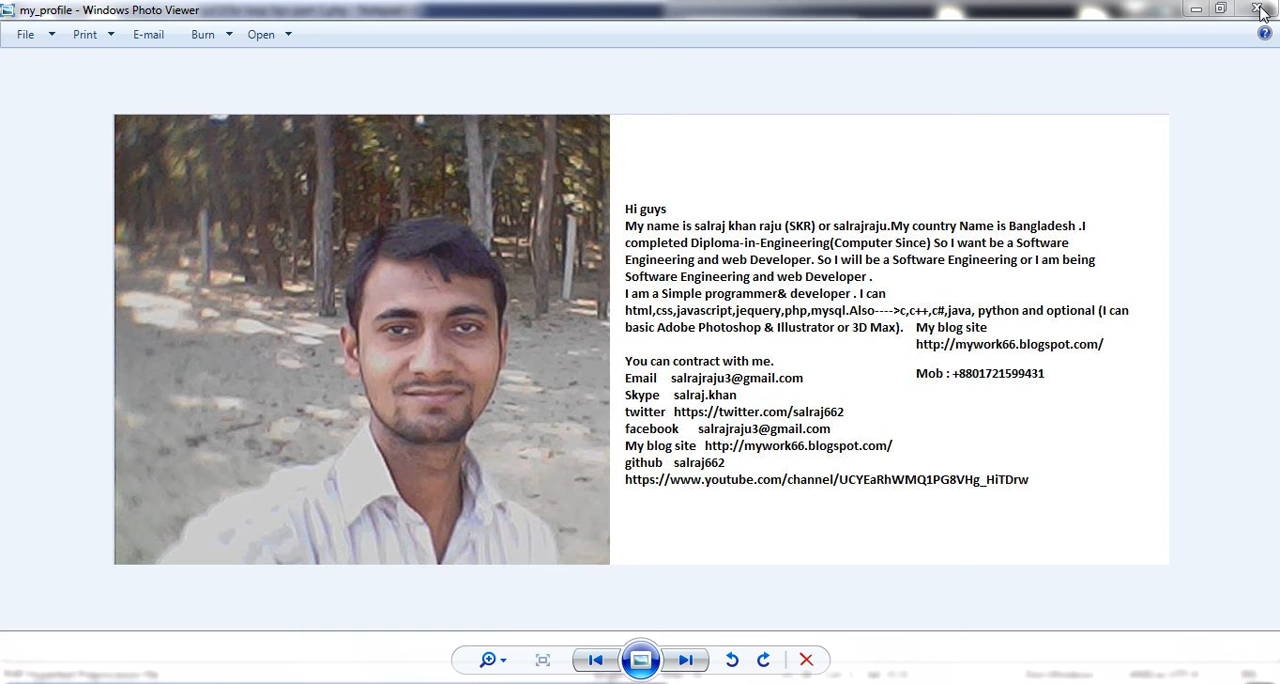 my_profile - Windows Photo Viewer
File Print E-mail Burn Open
Hi guys
My name is salraj khan raju (SKR) or salrajraju.My country Name is Bangladesh .I
completed Diploma-in-Engineering(Computer Since) So I want be a Software
Engineering and web Developer. So I will be a Software Engineering or I am being
Software Engineering and web Developer .
I am a Simple programmer& developer . I can
html,css,javascript,jequery,php,mysql.Also---->c,c++,c#,java, python and optional (I can
basic Adobe Photoshop & Illustrator or 3D Max). My blog site
http://mywork66.blogspot.com/
You can contract with me.
Mob : +8801721599431
Email salrajraju3@gmail.com
Skype salraj.khan
twitter https://twitter.com/salraj662
facebook salrajraju3@gmail.com
My blog site http://mywork66.blogspot.com/
github salraj662
https://www.youtube.com/channel/UCYEaRhWMQ1PG8VHg_HiTDrw